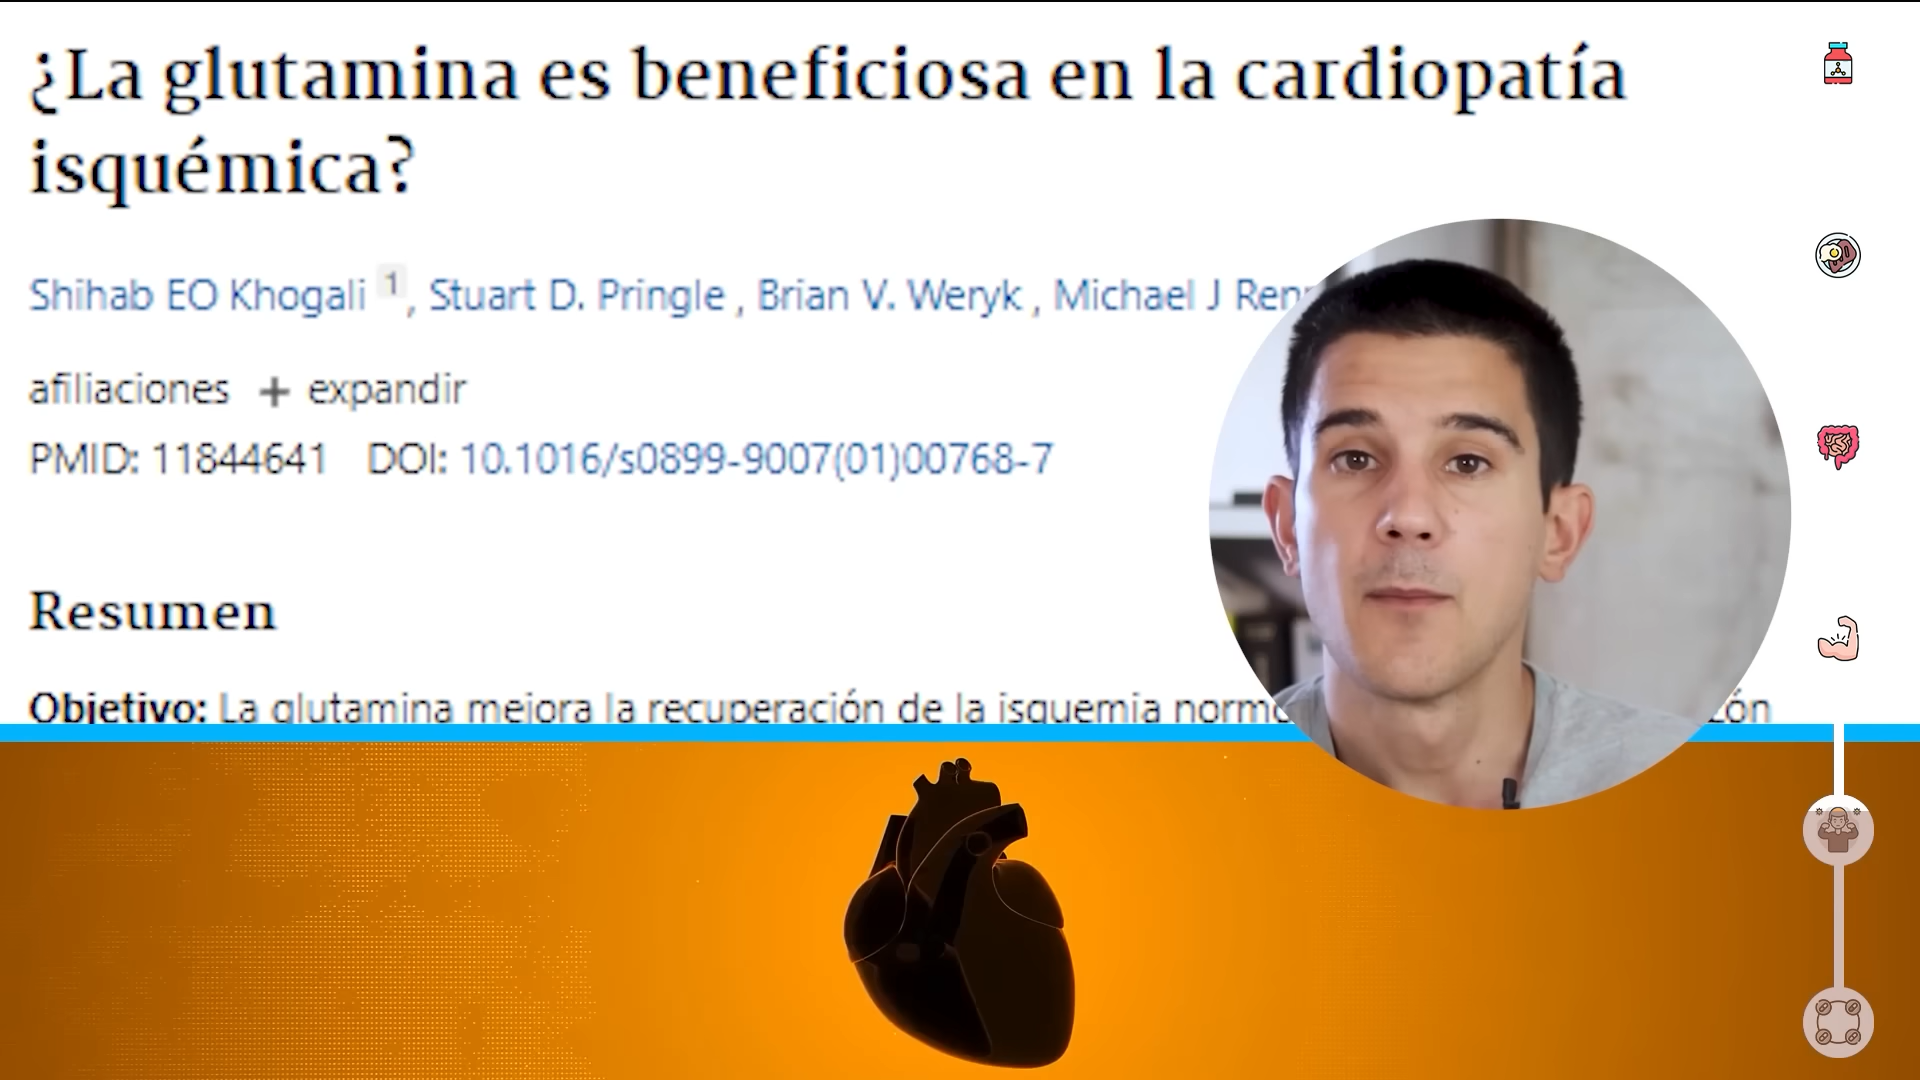 ¿La glutamina es beneficiosa en la cardiopatía
isquémica?
Shihab EO Khogali 1, Stuart D. Pringle , Brian V. Weryk , Michael J
afiliaciones + expandir
PMID: 11844641 DOI: 10.1016/s0899-9007(01)00768-7
Resumen
Objetivo: La glutamina mejora la recuperación de la isquemia